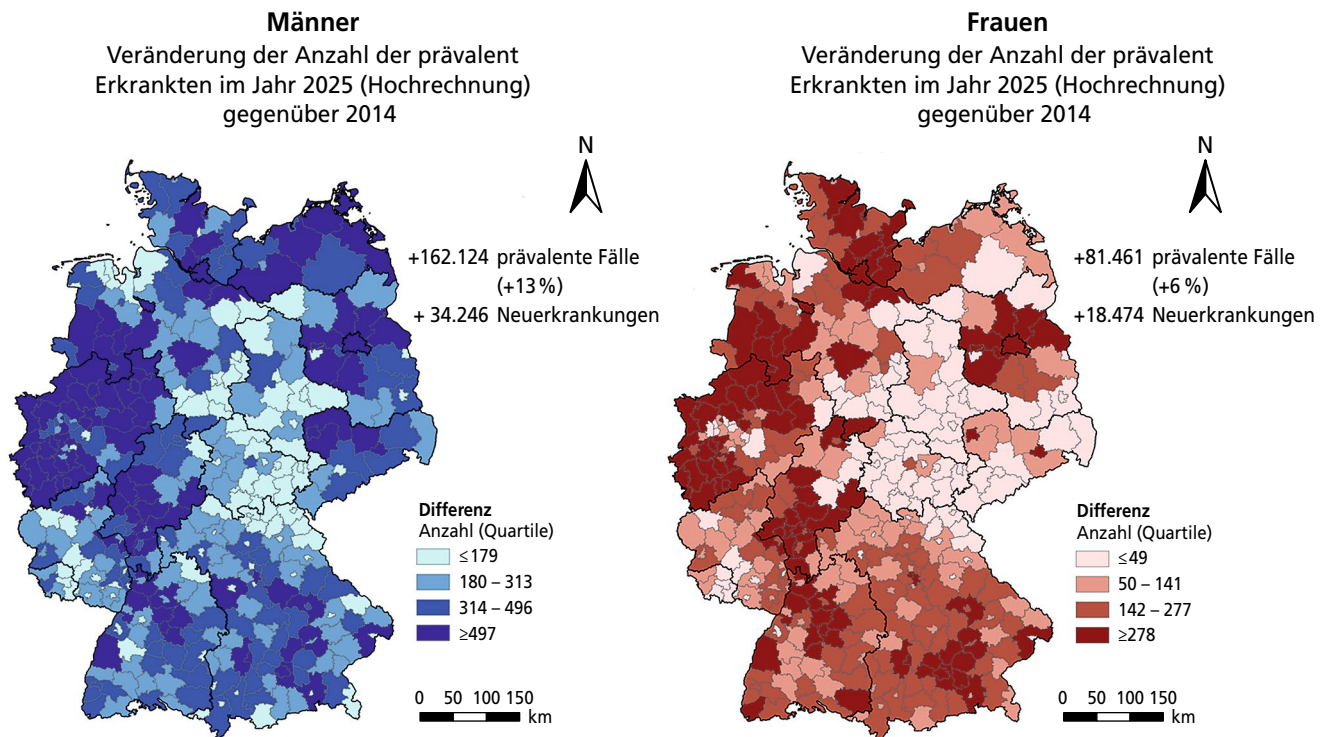 Männer
Veränderung der Anzahl der prävalent
Erkrankten im Jahr 2025 (Hochrechnung)
gegenüber 2014
N
+162.124 prävalente Fälle
(+13 %)
+ 34.246 Neuerkrankungen
Differenz
Anzahl (Quartile)
≤179
180 – 313
314 – 496
≥497
0 50 100 150
km
Frauen
Veränderung der Anzahl der prävalent
Erkrankten im Jahr 2025 (Hochrechnung)
gegenüber 2014
N
+81.461 prävalente Fälle
(+6 %)
+18.474 Neuerkrankungen
Differenz
Anzahl (Quartile)
≤49
50 – 141
142 – 277
≥278
0 50 100 150
km